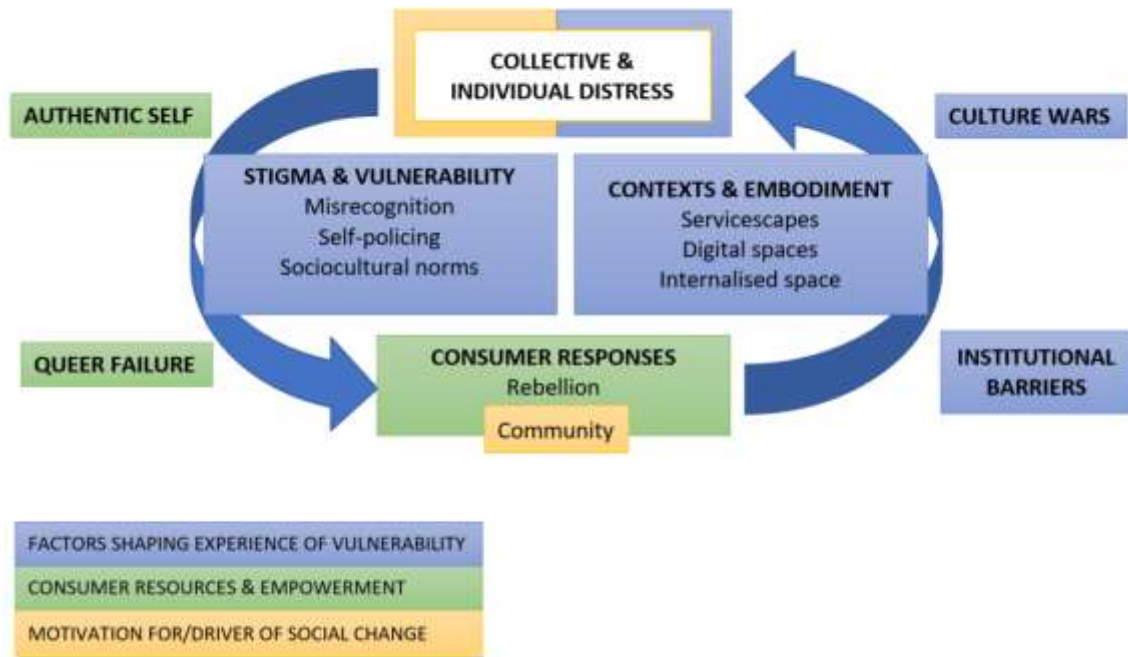 COLLECTIVE &
INDIVIDUAL DISTRESS
AUTHENTIC SELF
CULTURE WARS
STIGMA & VULNERABILITY
Misrecognition
Self-policing
Sociocultural norms
CONTEXTS & EMBODIMENT
Servicescapes
Digital spaces
Internalised space
QUEER FAILURE
CONSUMER RESPONSES
Rebellion
Community
INSTITUTIONAL
BARRIERS
FACTORS SHAPING EXPERIENCE OF VULNERABILITY
CONSUMER RESOURCES & EMPOWERMENT
MOTIVATION FOR/DRIVER OF SOCIAL CHANGE